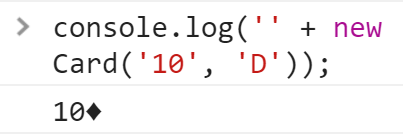 console.log('' + new
Card('10', 'D'));
10♦